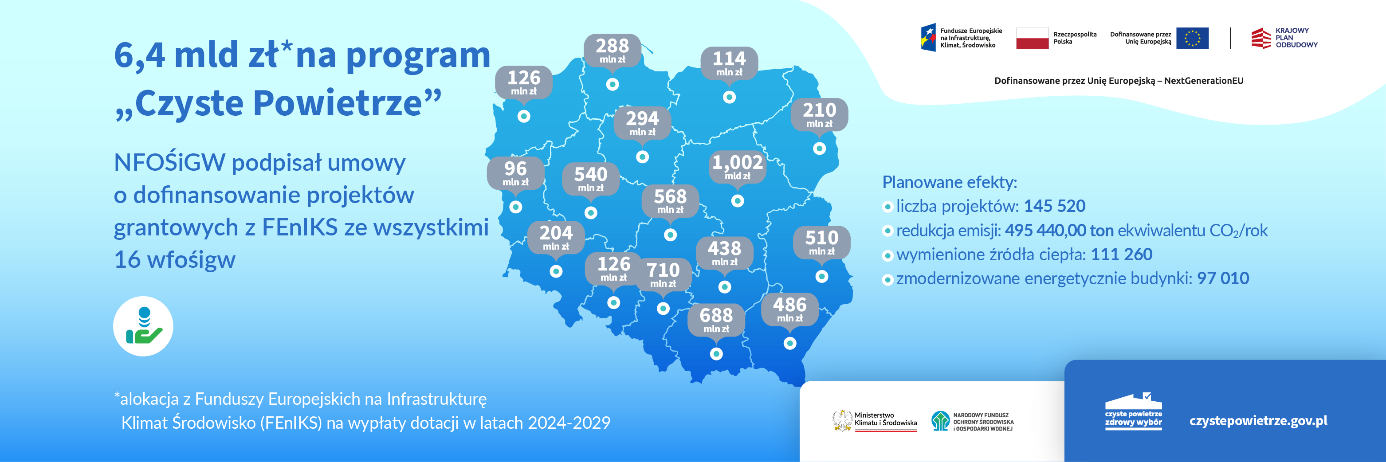 6,4 mld zł*na program
„Czyste Powietrze”
NFOŚiGW podpisał umowy
o dofinansowanie projektów
grantowych z FEnIKS ze wszystkimi
16 wfośigw
*alokacja z Funduszy Europejskich na Infrastrukturę
Klimat Środowisko (FEnIKS) na wypłaty dotacji w latach 2024-2029
288
mln zł
114
mln zł
126
mln zł
210
mln zł
294
mln zł
1,002
mld zł
96
mln zł
540
mln zł
568
mln zł
204
mln zł
438
mln zł
510
mln zł
126
mln zł
710
mln zł
688
mln zł
486
mln zł
Fundusze Europejskie
na Infrastrukturę,
Klimat, Środowisko
Rzeczpospolita
Polska
Dofinansowane przez
Unię Europejską
KRAJOWY
PLAN
ODBUDOWY
Dofinansowane przez Unię Europejską – NextGenerationEU
Planowane efekty:
liczba projektów: 145 520
redukcja emisji: 495 440,00 ton ekwiwalentu CO₂/rok
wymienione źródła ciepła: 111 260
zmodernizowane energetycznie budynki: 97 010
Ministerstwo
Klimatu i Środowiska
NARODOWY FUNDUSZ
OCHRONY ŚRODOWISKA
i GOSPODARKI WODNEJ
czyste powietrze
zdrowy wybór
czystepowietrze.gov.pl